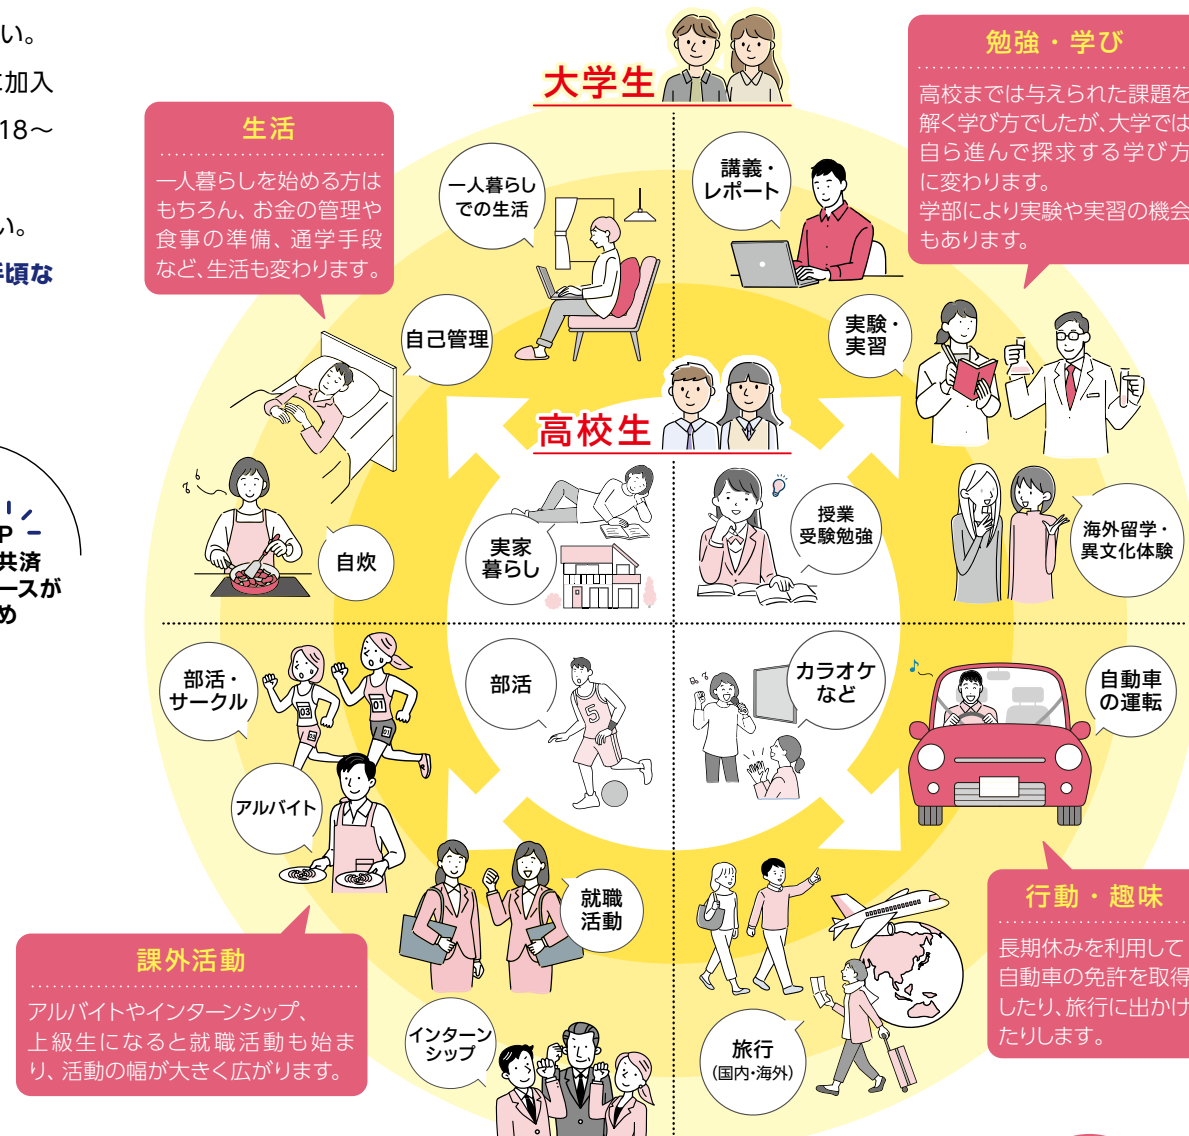 い。
に加入
18〜
い。
手頃な
P
共済
ースが
め
大学生
生活
一人暮らしを始める方は
もちろん、お金の管理や
食事の準備、通学手段
など、生活も変わります。
勉強・学び
高校までは与えられた課題を
解く学び方でしたが、大学では
自ら進んで探求する学び方
に変わります。
学部により実験や実習の機会
もあります。
一人暮らし
での生活
講義・
レポート
自己管理
実験・
実習
高校生
自炊
実家
暮らし
授業
受験勉強
海外留学・
異文化体験
部活・
サークル
03
01
03
01
部活
5
カラオケ
など
自動車
の運転
アルバイト
就職
活動
課外活動
アルバイトやインターンシップ、
上級生になると就職活動も始ま
り、活動の幅が大きく広がります。
インターン
シップ
旅行
(国内・海外)
行動・趣味
長期休みを利用して
自動車の免許を取得
したり、旅行に出かけ
たりします。